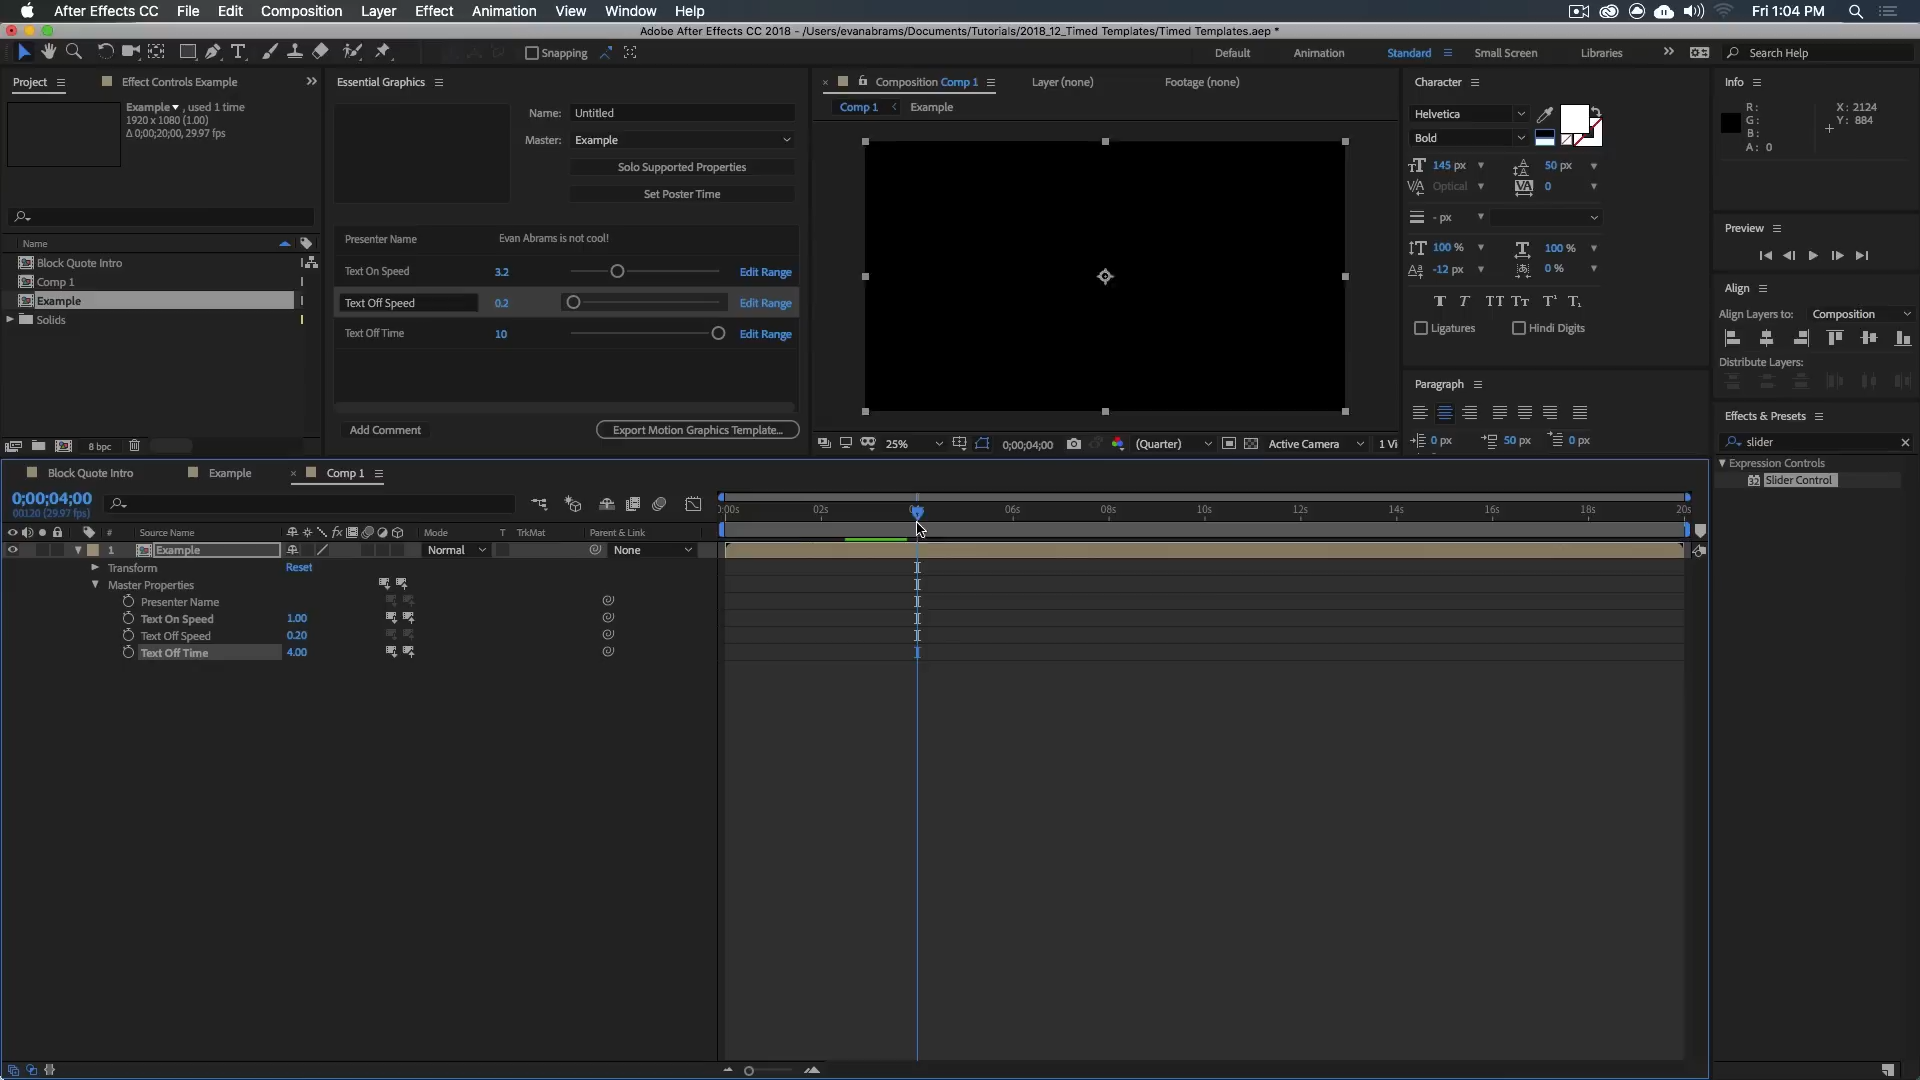 After Effects CC File Edit Composition Layer Effect Animation View Window Help Fri 1:04 PM
Adobe After Effects CC 2018 - /Users/evanabrams/Documents/Tutorials/2018_12_Timed Templates/Timed Templates.aep *
Snapping Default Animation Standard Small Screen Libraries Search Help
Project Effect Controls Example
Example , used 1 time
1920 x 1080 (1.00)
Δ 0;00;20;00, 29.97 fps
Name
Block Quote Intro
Comp 1
Example
Solids
8 bpc
Essential Graphics
Name: Untitled
Master: Example
Solo Supported Properties
Set Poster Time
Presenter Name Evan Abrams is not cool!
Text On Speed 3.2 Edit Range
Text Off Speed 0.2 Edit Range
Text Off Time 10 Edit Range
Add Comment Export Motion Graphics Template...
Composition Comp 1 Layer (none) Footage (none)
Comp 1 Example
25% 0;00;04;00 (Quarter) Active Camera 1 Vi
Character
Helvetica
Bold
145 px 50 px
Optical 0
- px
100 % 100 %
-12 px 0 %
Ligatures Hindi Digits
Paragraph
0 px 50 px 0 px
Info
R: X: 2124
G: Y: 884
B:
A: 0
Preview
Align
Align Layers to: Composition
Distribute Layers:
Effects & Presets
slider
Expression Controls
32 Slider Control
Block Quote Intro Example Comp 1
0;00;04;00
00120 (29.97 fps)
# Source Name Mode T TrkMat Parent & Link
02s 06s 08s 10s 12s 14s 16s 18s 20s
1 Example Normal None
Transform Reset
Master Properties
Presenter Name
Text On Speed 1.00
Text Off Speed 0.20
Text Off Time 4.00